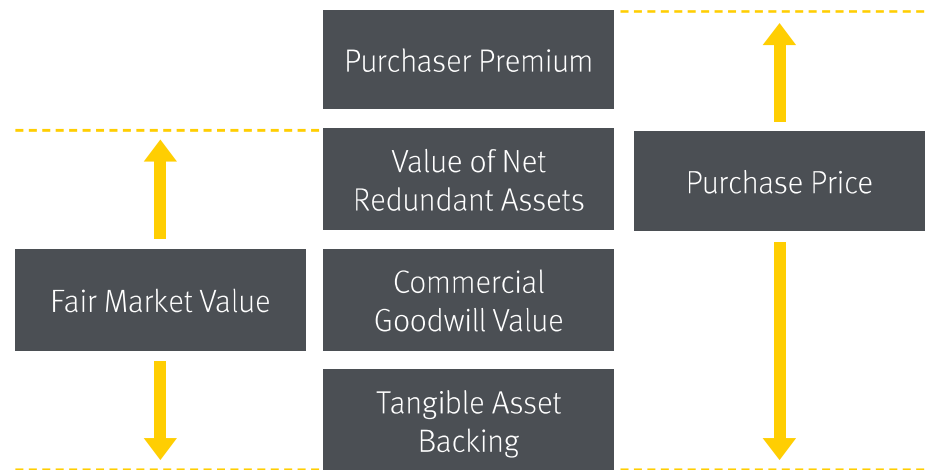 Purchaser Premium
Value of Net
Redundant Assets
Purchase Price
Fair Market Value
Commercial
Goodwill Value
Tangible Asset
Backing